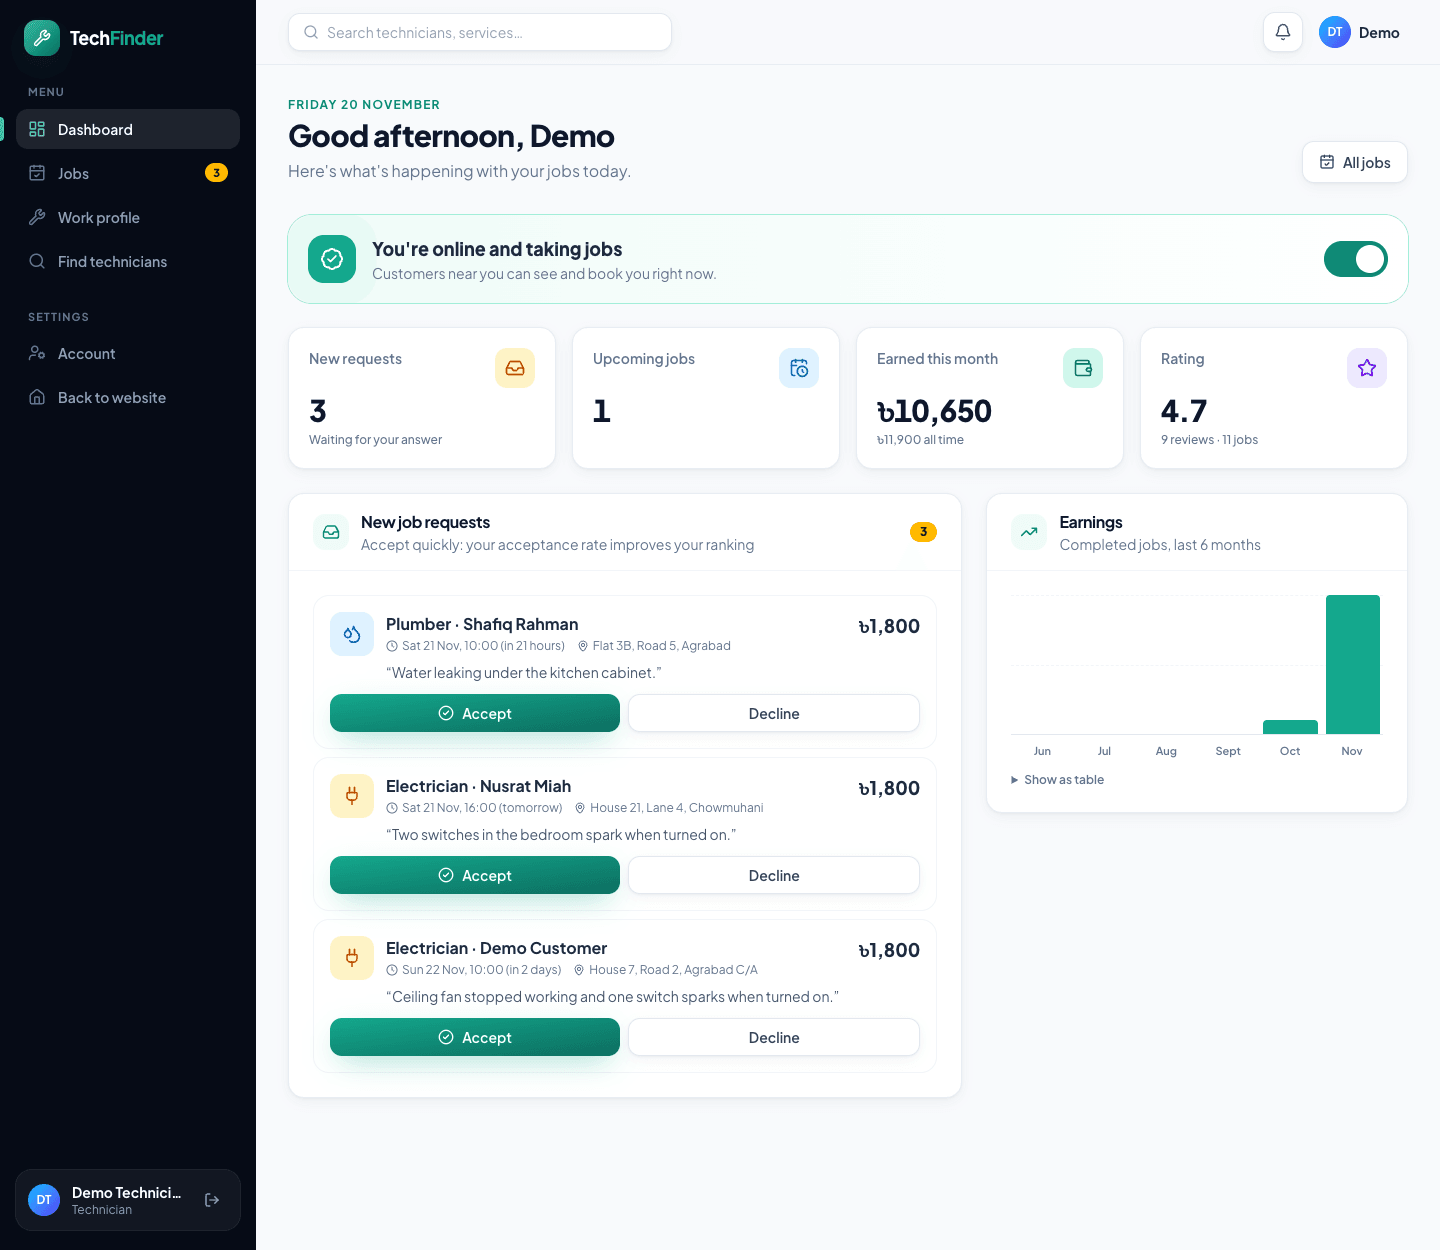 TechFinder
MENU
Dashboard
Jobs 3
Work profile
Find technicians
SETTINGS
Account
Back to website
DT Demo Technici...
Technician
Search technicians, services...
DT Demo
FRIDAY 20 NOVEMBER
Good afternoon, Demo
Here's what's happening with your jobs today.
All jobs
You're online and taking jobs
Customers near you can see and book you right now.
New requests
3
Waiting for your answer
Upcoming jobs
1
Earned this month
৳10,650
৳11,900 all time
Rating
4.7
9 reviews · 11 jobs
New job requests
Accept quickly: your acceptance rate improves your ranking
3
Plumber · Shafiq Rahman
৳1,800
Sat 21 Nov, 10:00 (in 21 hours) Flat 3B, Road 5, Agrabad
“Water leaking under the kitchen cabinet.”
Accept Decline
Electrician · Nusrat Miah
৳1,800
Sat 21 Nov, 16:00 (tomorrow) House 21, Lane 4, Chowmuhani
“Two switches in the bedroom spark when turned on.”
Accept Decline
Electrician · Demo Customer
৳1,800
Sun 22 Nov, 10:00 (in 2 days) House 7, Road 2, Agrabad C/A
“Ceiling fan stopped working and one switch sparks when turned on.”
Accept Decline
Earnings
Completed jobs, last 6 months
Jun Jul Aug Sept Oct Nov
Show as table